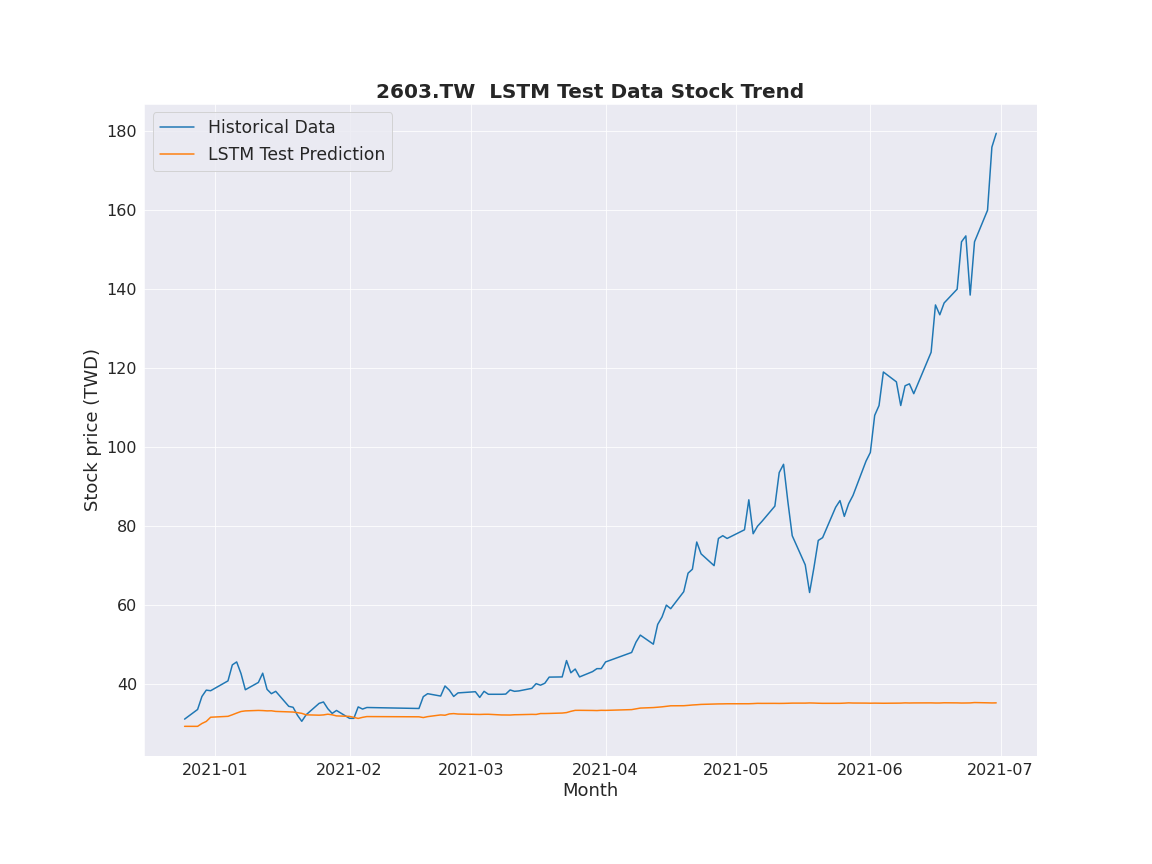 2603.TW  LSTM Test Data Stock Trend
Historical Data
LSTM Test Prediction
180
160
140
120
100
80
60
40
Stock price (TWD)
2021-01 2021-02 2021-03 2021-04 2021-05 2021-06 2021-07
Month